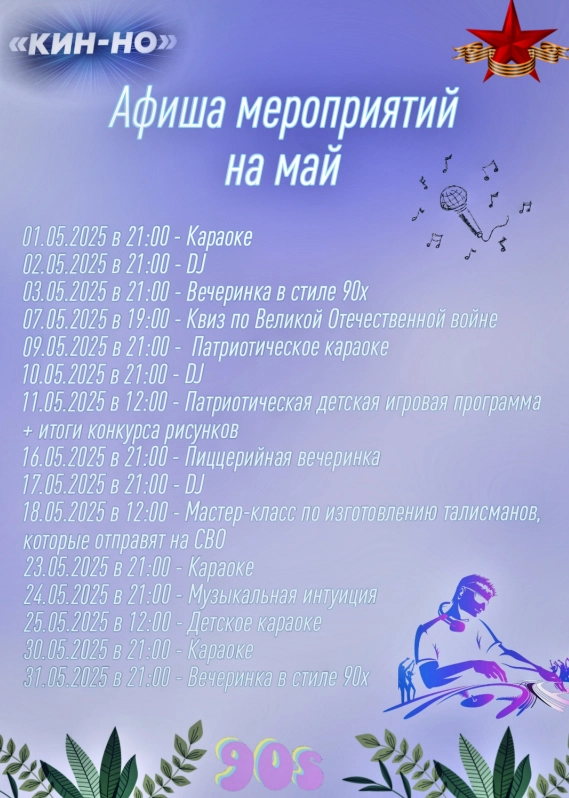 «КИН-НО»
Афиша мероприятий
на май
01.05.2025 в 21:00 - Караоке
02.05.2025 в 21:00 - DJ
03.05.2025 в 21:00 - Вечеринка в стиле 90х
07.05.2025 в 19:00 - Квиз по Великой Отечественной войне
09.05.2025 в 21:00 - Патриотическое караоке
10.05.2025 в 21:00 - DJ
11.05.2025 в 12:00 - Патриотическая детская игровая программа
+ итоги конкурса рисунков
16.05.2025 в 21:00 - Пиццерийная вечеринка
17.05.2025 в 21:00 - DJ
18.05.2025 в 12:00 - Мастер-класс по изготовлению талисманов,
которые отправят на СВО
23.05.2025 в 21:00 - Караоке
24.05.2025 в 21:00 - Музыкальная интуиция
25.05.2025 в 12:00 - Детское караоке
30.05.2025 в 21:00 - Караоке
31.05.2025 в 21:00 - Вечеринка в стиле 90х
90s